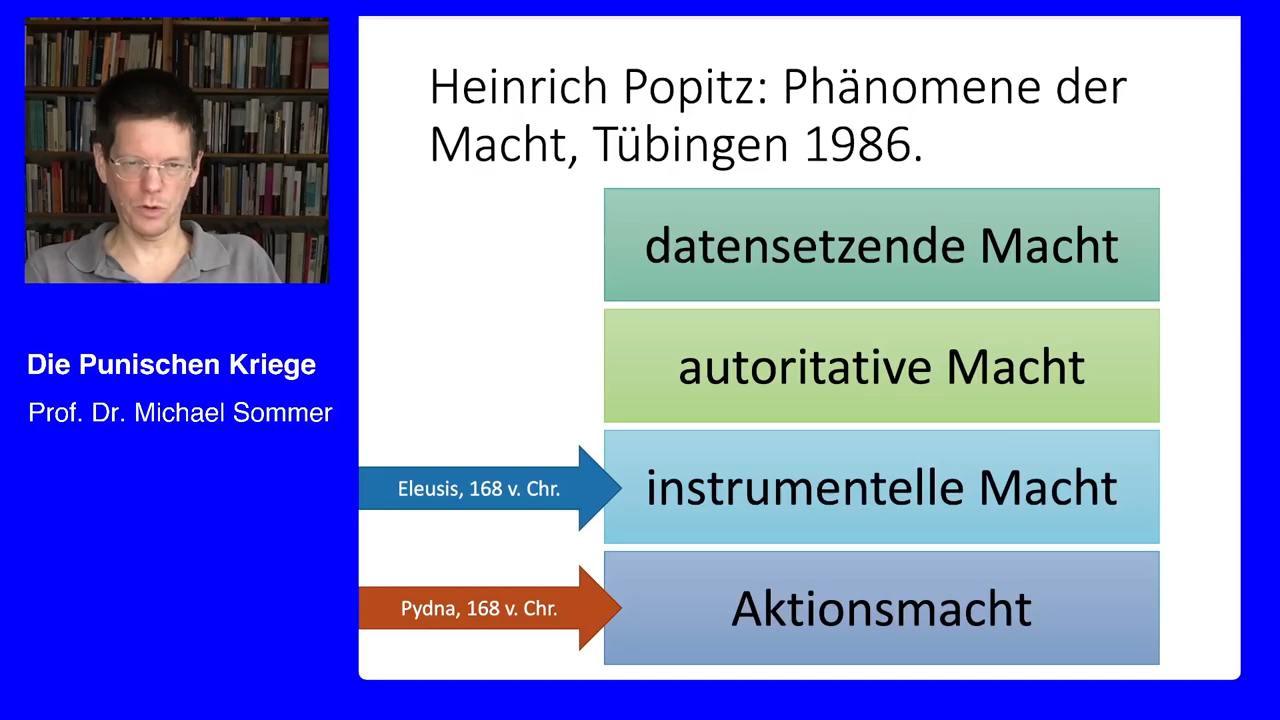 Heinrich Popitz: Phänomene der
Macht, Tübingen 1986.
datensetzende Macht
autoritative Macht
Eleusis, 168 v. Chr.
instrumentelle Macht
Pydna, 168 v. Chr.
Aktionsmacht
Die Punischen Kriege
Prof. Dr. Michael Sommer